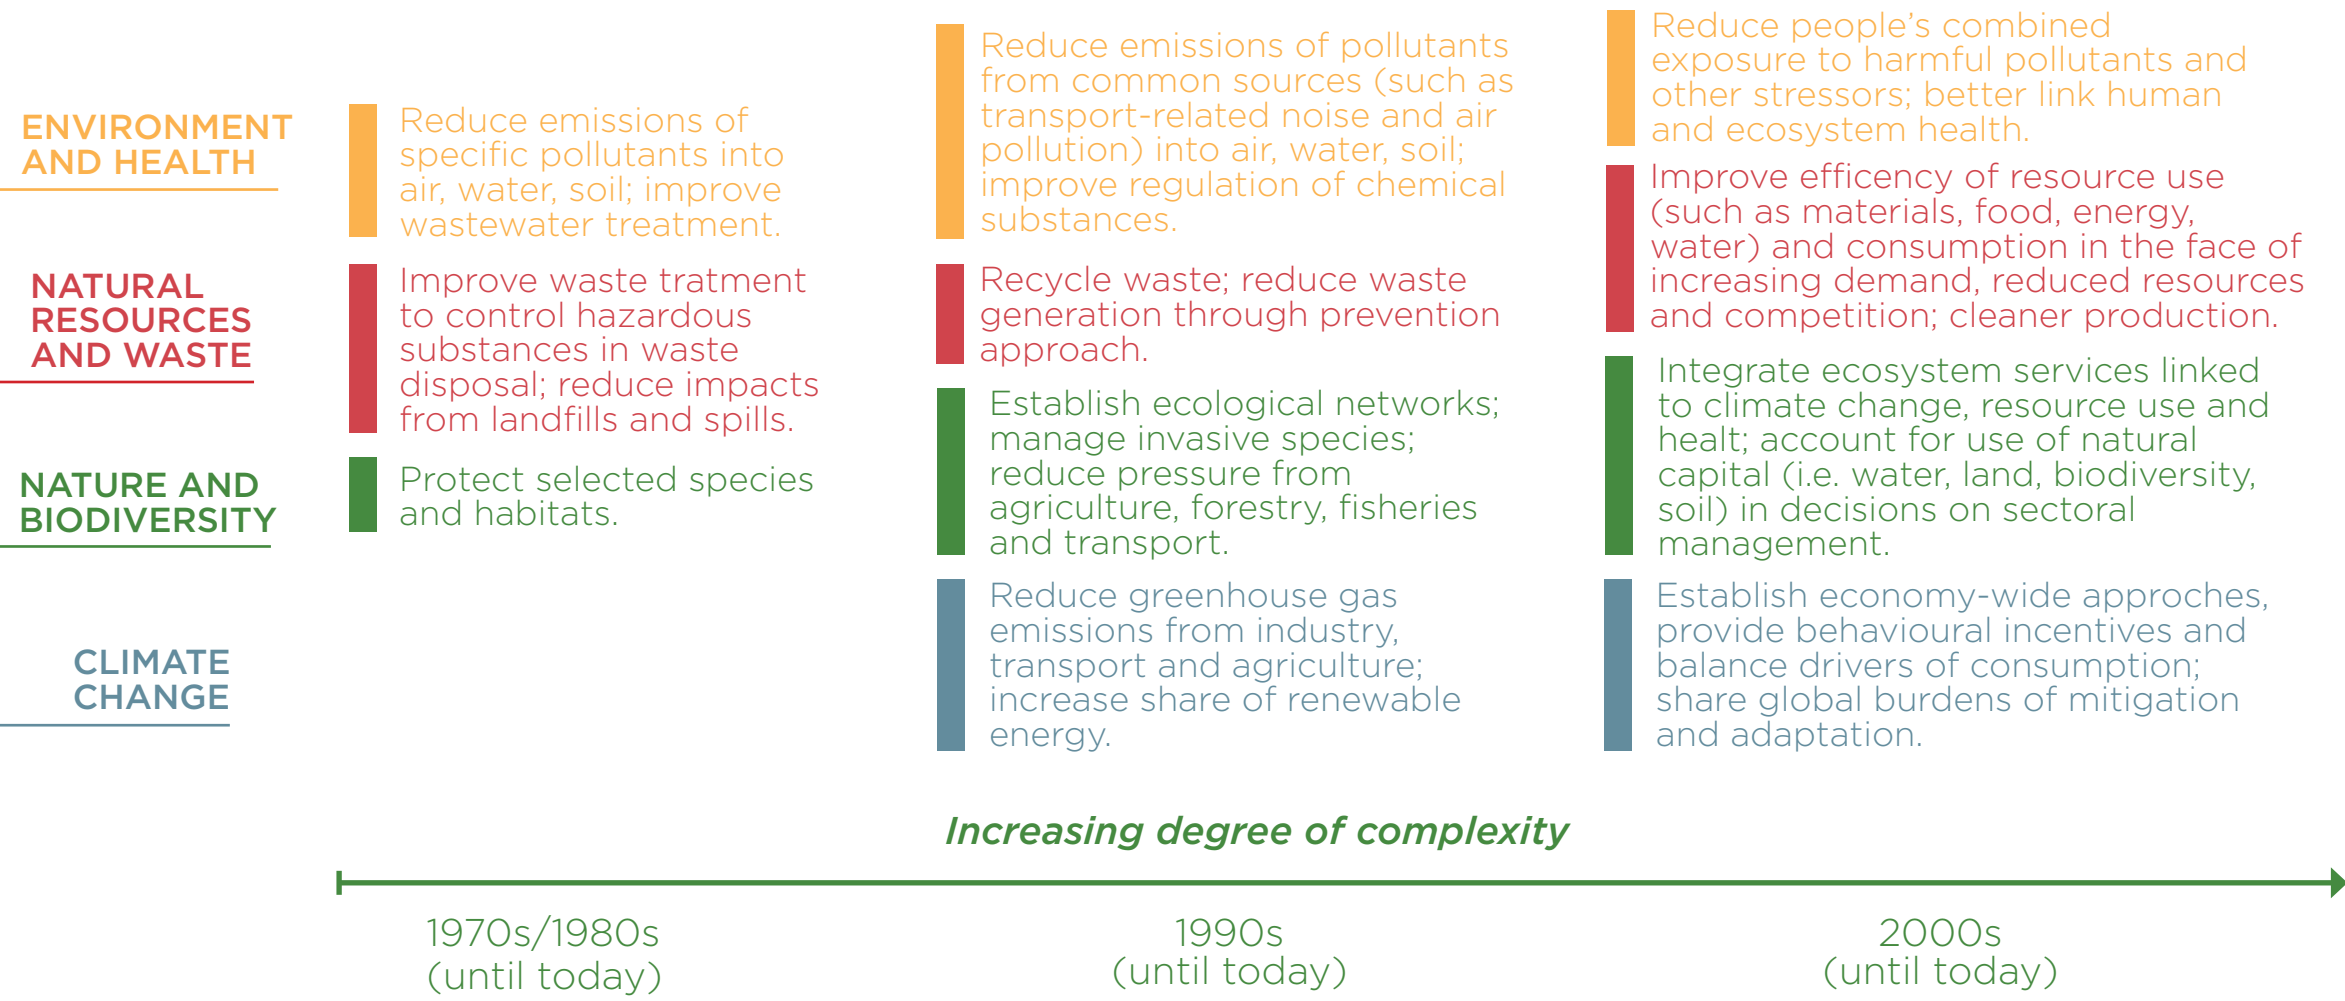 ENVIRONMENT
AND HEALTH
Reduce emissions of
specific pollutants into
air, water, soil; improve
wastewater treatment.
Reduce emissions of pollutants
from common sources (such as
transport-related noise and air
pollution) into air, water, soil;
improve regulation of chemical
substances.
Reduce people’s combined
exposure to harmful pollutants and
other stressors; better link human
and ecosystem health.
NATURAL
RESOURCES
AND WASTE
Improve waste tratment
to control hazardous
substances in waste
disposal; reduce impacts
from landfills and spills.
Recycle waste; reduce waste
generation through prevention
approach.
Improve efficency of resource use
(such as materials, food, energy,
water) and consumption in the face of
increasing demand, reduced resources
and competition; cleaner production.
NATURE AND
BIODIVERSITY
Protect selected species
and habitats.
Establish ecological networks;
manage invasive species;
reduce pressure from
agriculture, forestry, fisheries
and transport.
Integrate ecosystem services linked
to climate change, resource use and
healt; account for use of natural
capital (i.e. water, land, biodiversity,
soil) in decisions on sectoral
management.
CLIMATE
CHANGE
Reduce greenhouse gas
emissions from industry,
transport and agriculture;
increase share of renewable
energy.
Establish economy-wide approches,
provide behavioural incentives and
balance drivers of consumption;
share global burdens of mitigation
and adaptation.
Increasing degree of complexity
1970s/1980s
(until today)
1990s
(until today)
2000s
(until today)